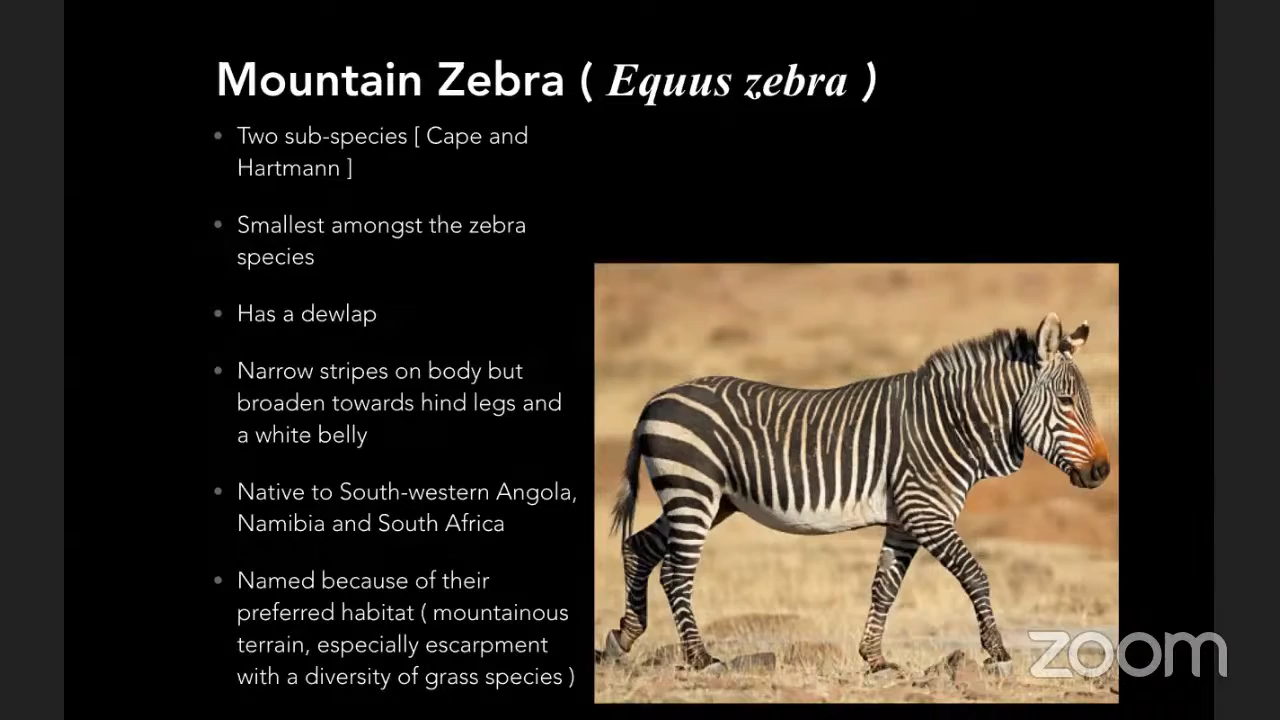 Mountain Zebra ( Equus zebra )
• Two sub-species [ Cape and
Hartmann ]
• Smallest amongst the zebra
species
• Has a dewlap
• Narrow stripes on body but
broaden towards hind legs and
a white belly
• Native to South-western Angola,
Namibia and South Africa
• Named because of their
preferred habitat ( mountainous
terrain, especially escarpment
with a diversity of grass species )
zoom